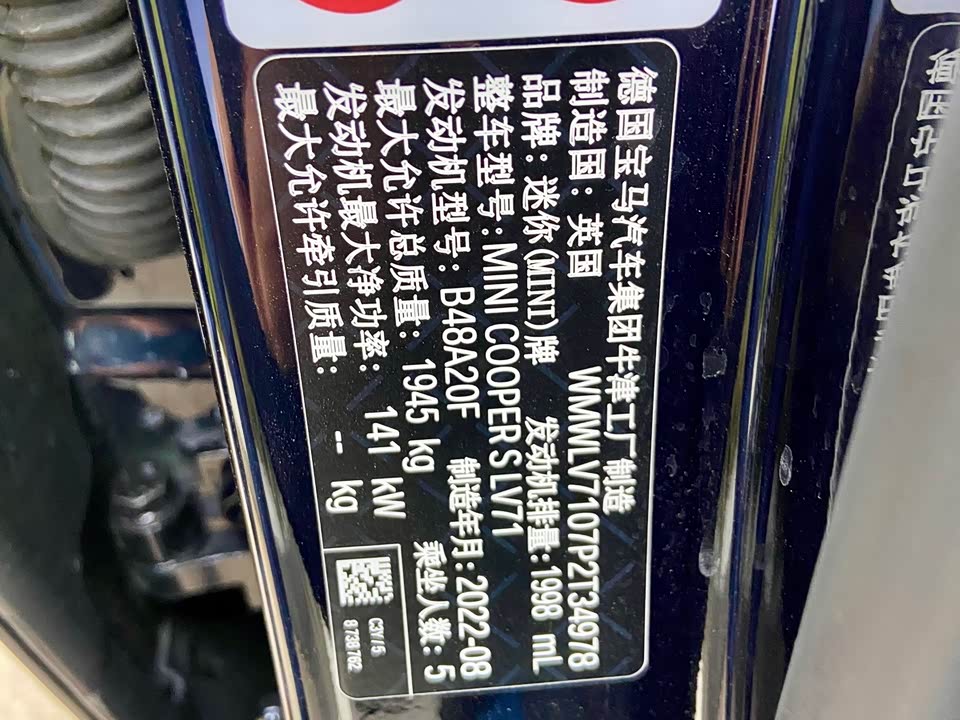 德国宝马汽车集团牛津工厂制造
制造国: 英国 WMWLV7107P2T34978
品牌: 迷你(MINI)牌 发动机排量: 1998 mL
整车型号: MINI COOPER S LV71
发动机型号: B48A20F 制造年月: 2022-08
最大允许总质量: 1945 kg 乘坐人数: 5
发动机最大净功率: 141 kW
最大允许牵引质量: -- kg
C3Y/5
8738782